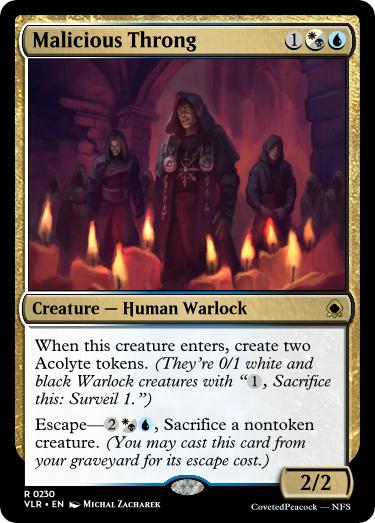 Malicious Throng 1
Creature — Human Warlock
When this creature enters, create two
Acolyte tokens. (They're 0/1 white and
black Warlock creatures with “1, Sacrifice
this: Surveil 1.”)
Escape—2, Sacrifice a nontoken
creature. (You may cast this card from
your graveyard for its escape cost.)
2/2
R 0230
VLR • EN Michal Zacharek
CovetedPeacock — NFS